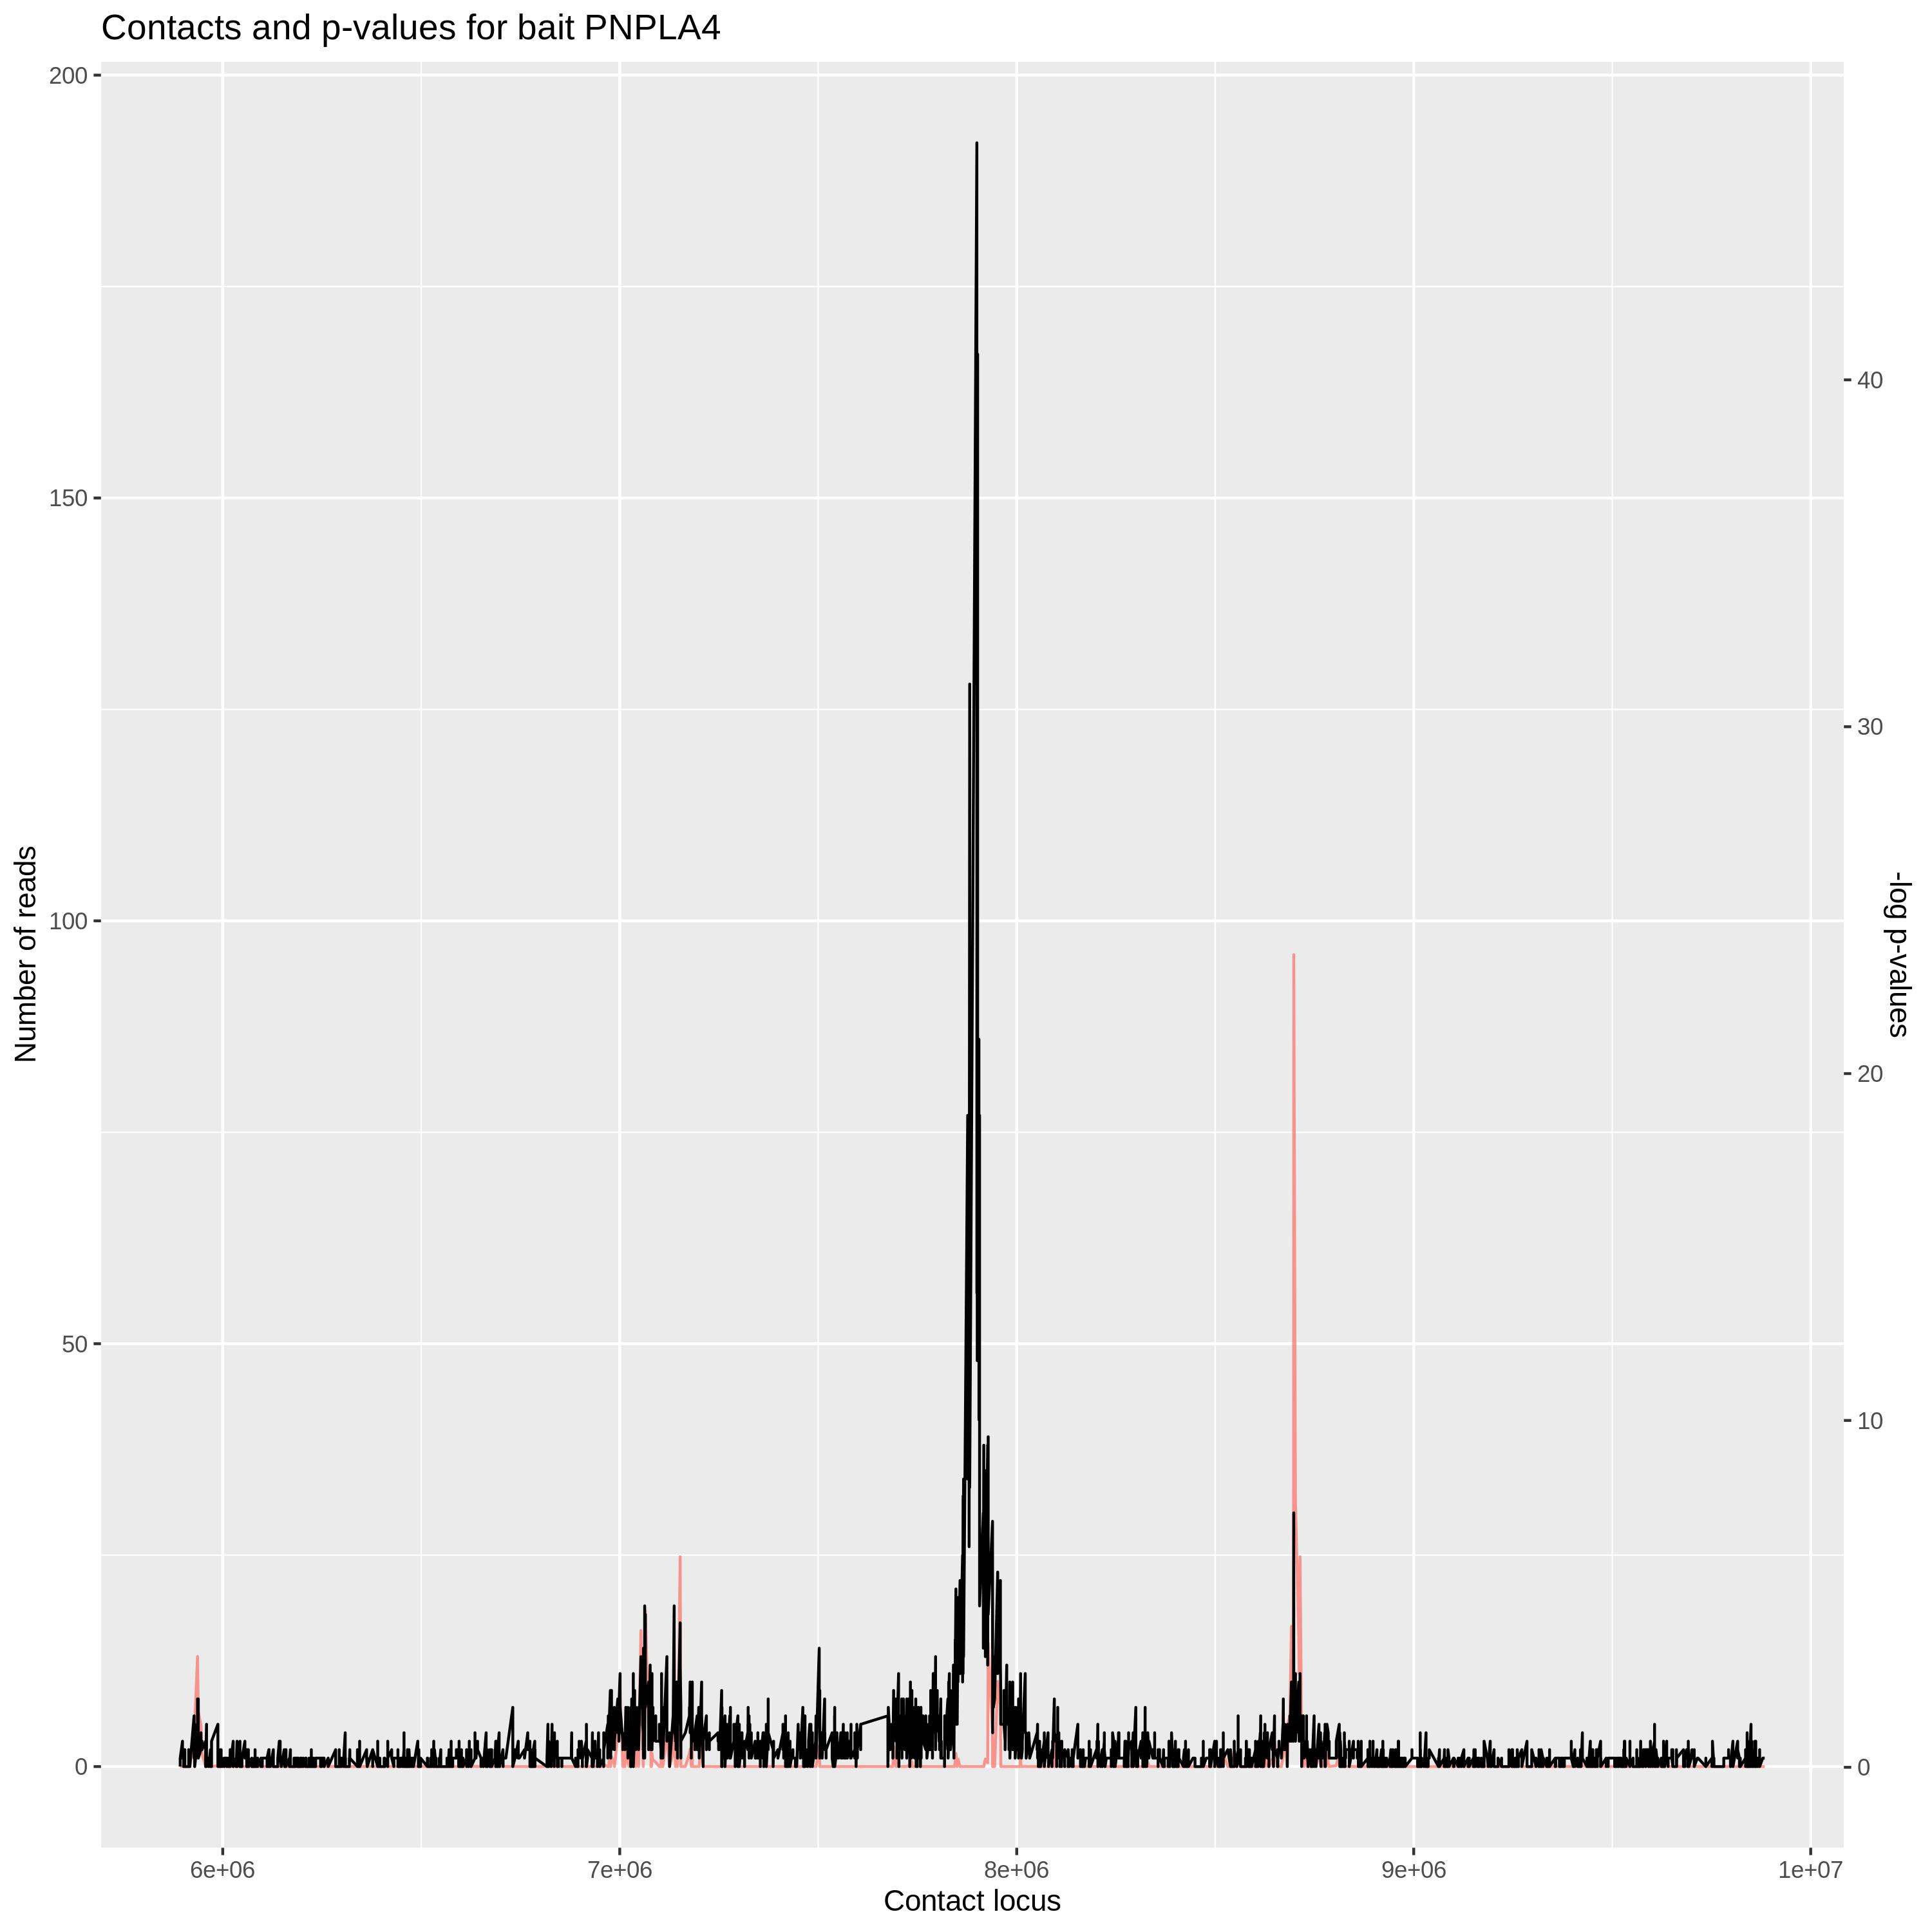 Contacts and p-values for bait PNPLA4
200
150
100
50
0
Number of reads
40
30
20
10
0
-log p-values
6e+06 7e+06 8e+06 9e+06 1e+07
Contact locus